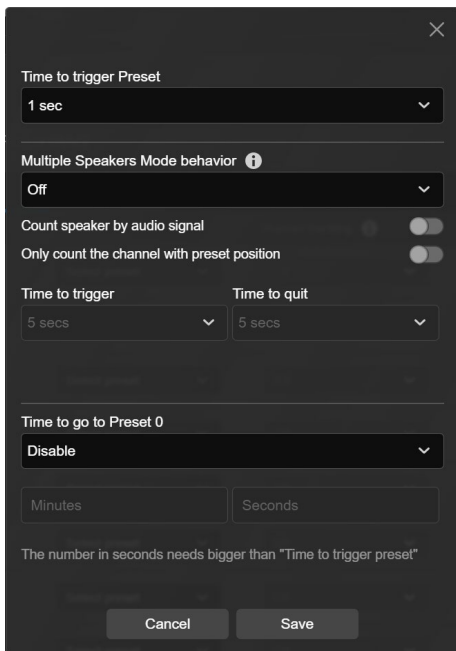 Time to trigger Preset
1 sec
Multiple Speakers Mode behavior
Off
Count speaker by audio signal
Only count the channel with preset position
Time to trigger Time to quit
5 secs 5 secs
Time to go to Preset 0
Disable
Minutes Seconds
The number in seconds needs bigger than "Time to trigger preset"
Cancel Save